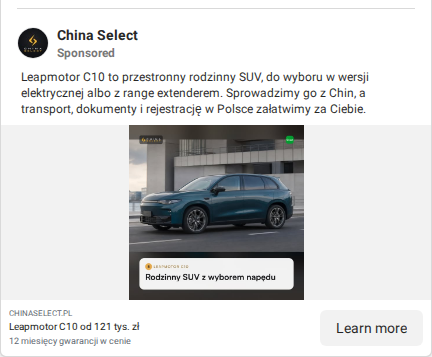 China Select
Sponsored
Leapmotor C10 to przestronny rodzinny SUV, do wyboru w wersji
elektrycznej albo z range extenderem. Sprowadzimy go z Chin, a
transport, dokumenty i rejestrację w Polsce załatwimy za Ciebie.
LEAPMOTOR C10
Rodzinny SUV z wyborem napędu
CHINASELECT.PL
Leapmotor C10 od 121 tys. zł
12 miesięcy gwarancji w cenie
Learn more